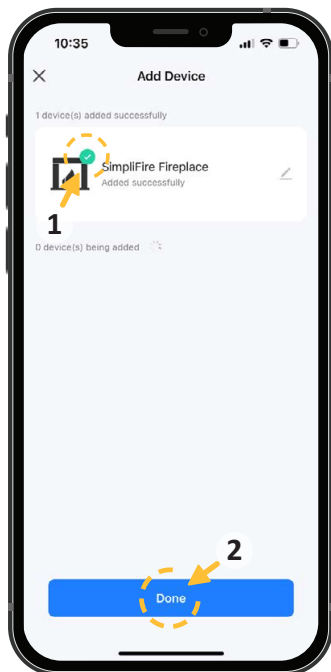 10:35
Add Device
1 device(s) added successfully
SimpliFire Fireplace
Added successfully
1
0 device(s) being added
2
Done